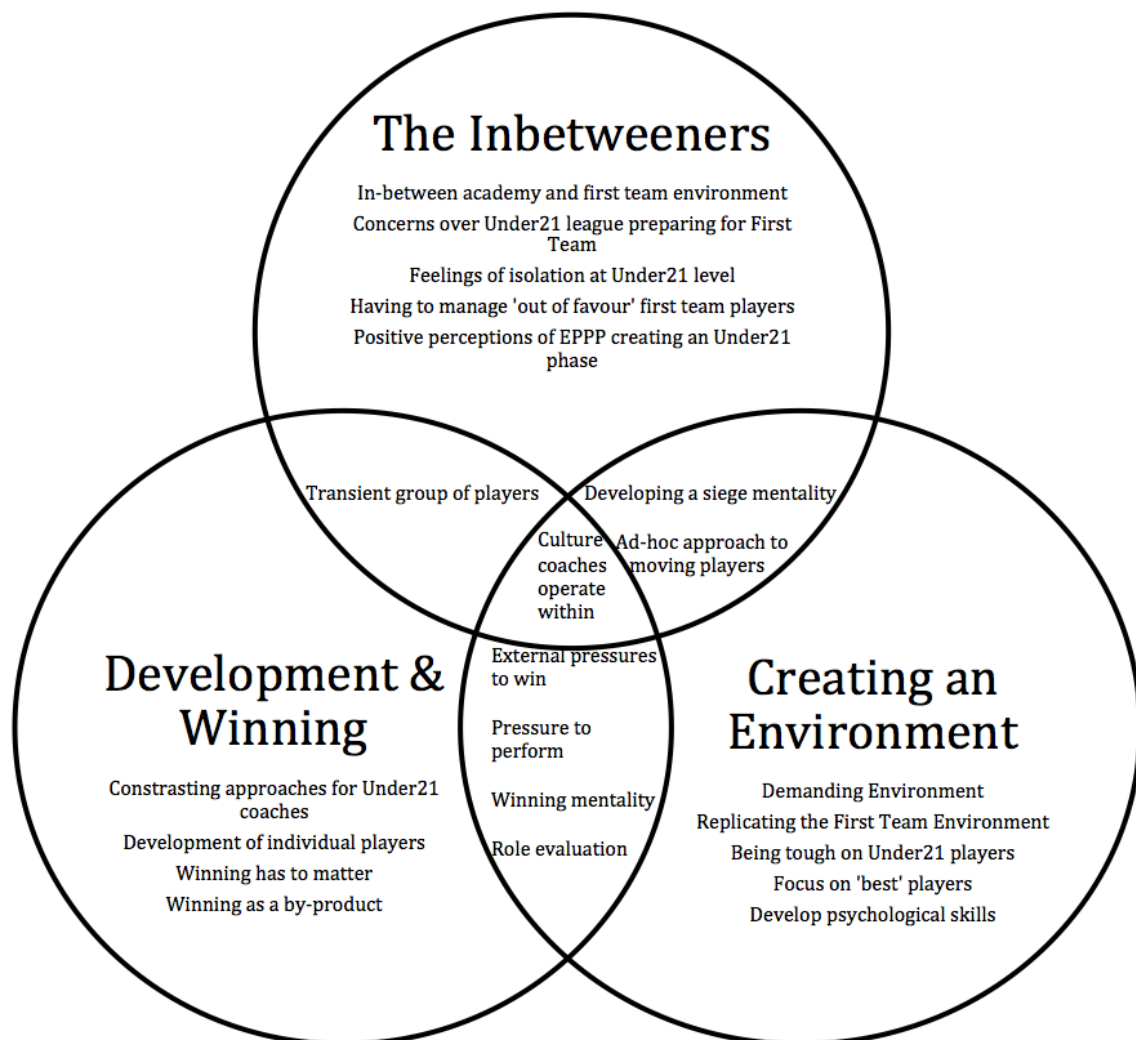 The Inbetweeners
In-between academy and first team environment
Concerns over Under21 league preparing for First
Team
Feelings of isolation at Under21 level
Having to manage 'out of favour' first team players
Positive perceptions of EPPP creating an Under21
phase
Transient group of players
Developing a siege mentality
Culture
coaches
operate
within
Ad-hoc approach to
moving players
Development &
Winning
Constrasting approaches for Under21
coaches
Development of individual players
Winning has to matter
Winning as a by-product
External pressures
to win
Pressure to
perform
Winning mentality
Role evaluation
Creating an
Environment
Demanding Environment
Replicating the First Team Environment
Being tough on Under21 players
Focus on 'best' players
Develop psychological skills